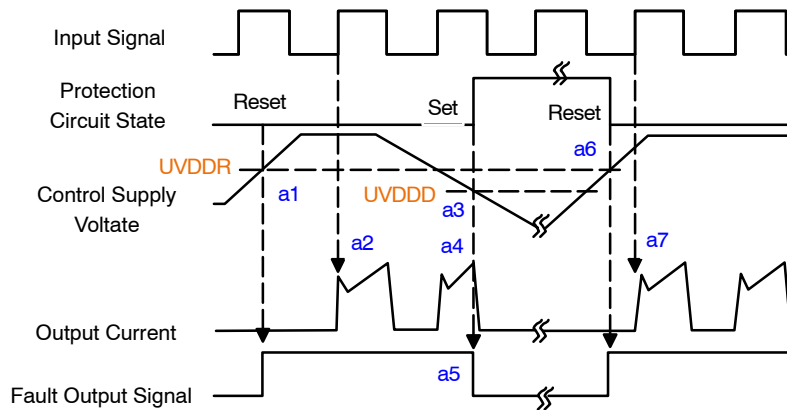 Input Signal
Protection
Circuit State
Reset
Set
Reset
UVDDR
a6
Control Supply
Voltate
a1
UVDDD
a3
a2
a4
a7
Output Current
a5
Fault Output Signal